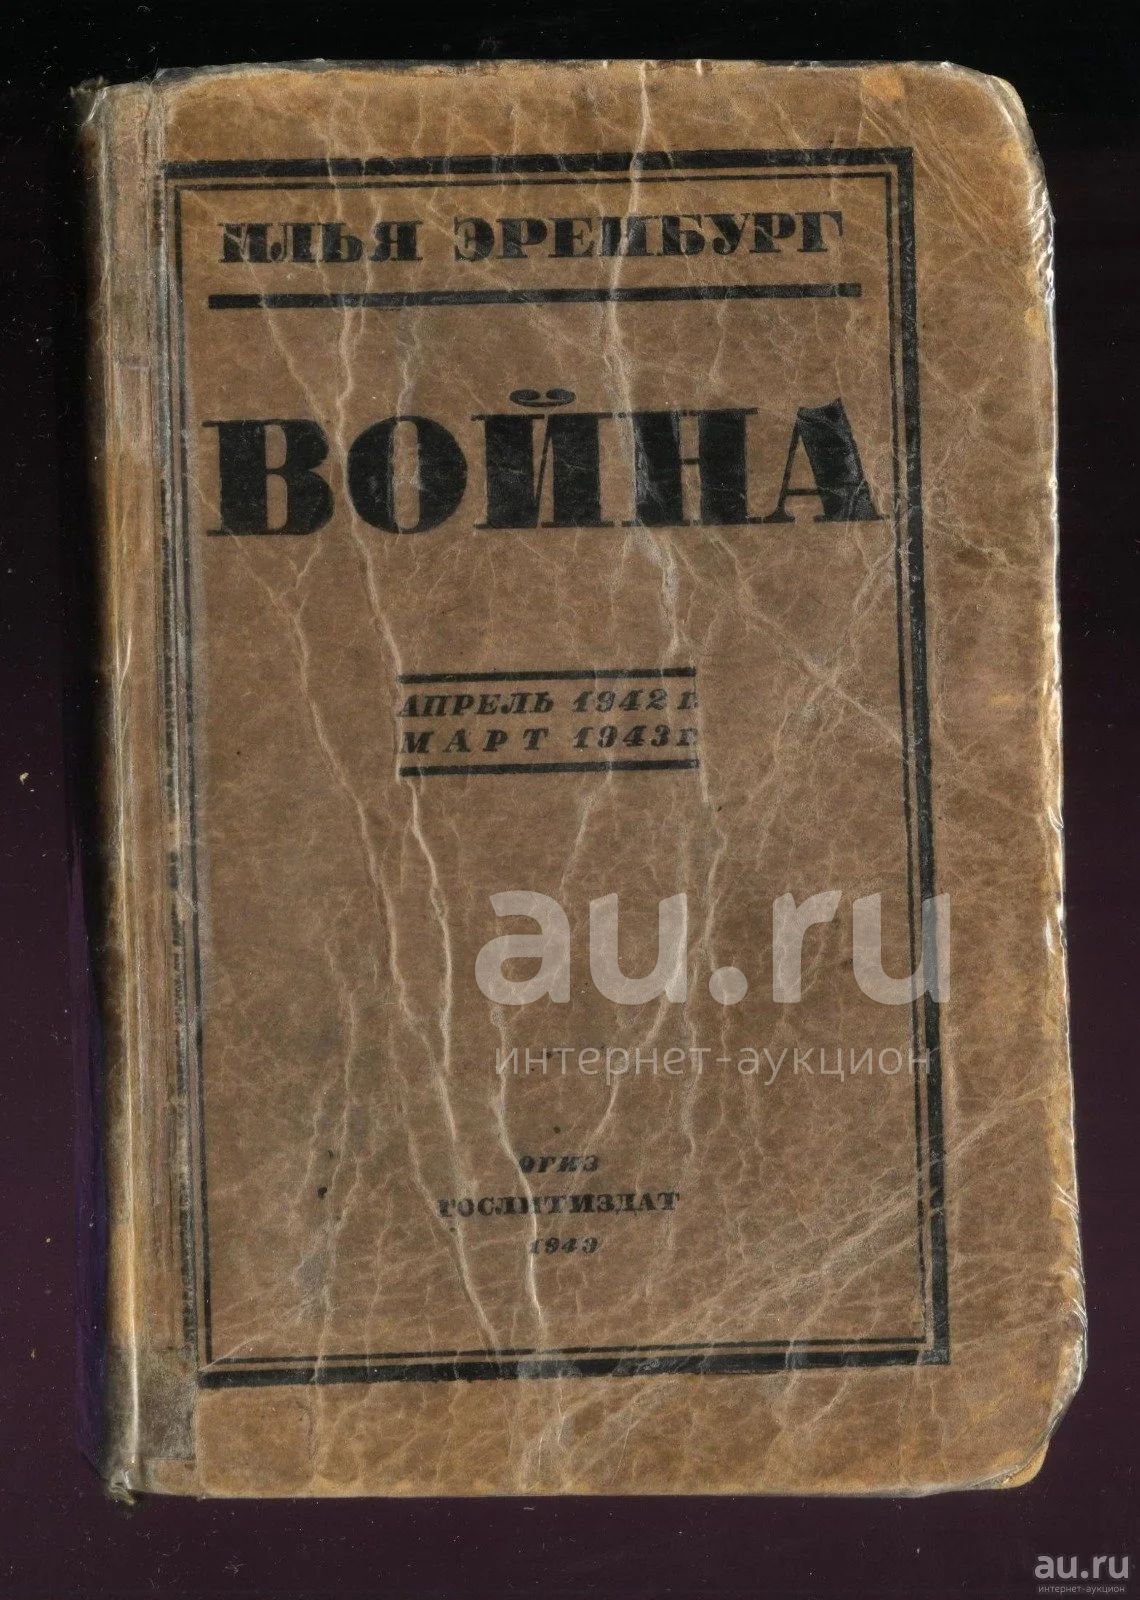 ИЛЬЯ ЭРЕНБУРГ
ВОЙНА
АПРЕЛЬ 1942 г.
МАРТ 1943 г.
au.ru
интернет-аукцион
ОГИЗ
ГОСЛИТИЗДАТ
1943
au.ru
интернет-аукцион